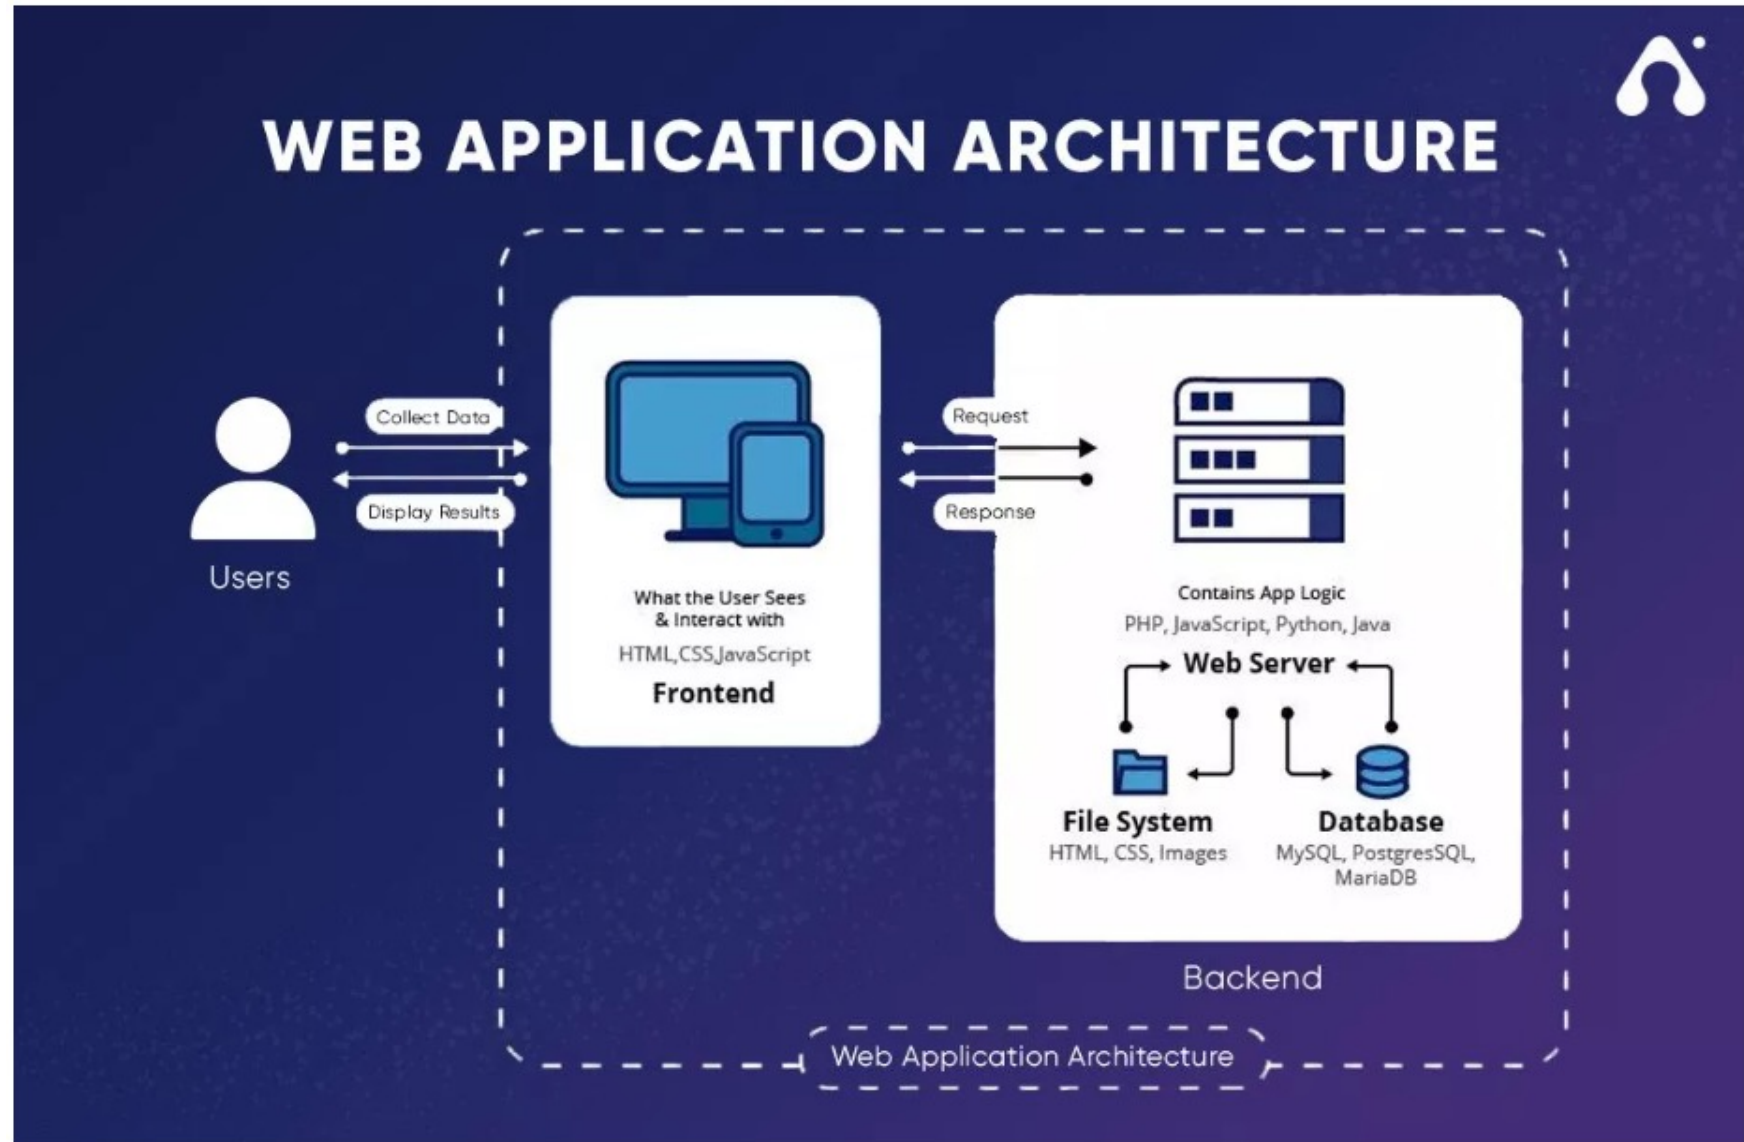 WEB APPLICATION ARCHITECTURE
Users
Collect Data
Display Results
What the User Sees
& Interact with
HTML,CSS,JavaScript
Frontend
Request
Response
Contains App Logic
PHP, JavaScript, Python, Java
Web Server
File System
HTML, CSS, Images
Database
MySQL, PostgresSQL,
MariaDB
Backend
Web Application Architecture